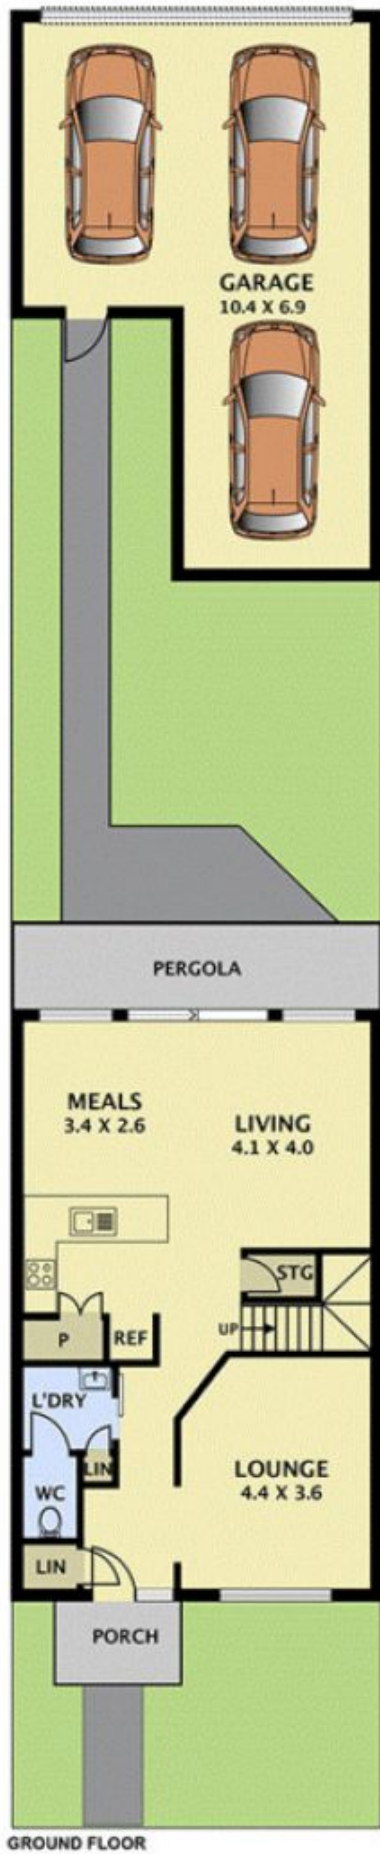 GARAGE
10.4 X 6.9
PERGOLA
MEALS
3.4 X 2.6
LIVING
4.1 X 4.0
STG
UP
P
REF
L'DRY
LIN
WC
LOUNGE
4.4 X 3.6
LIN
PORCH
GROUND FLOOR